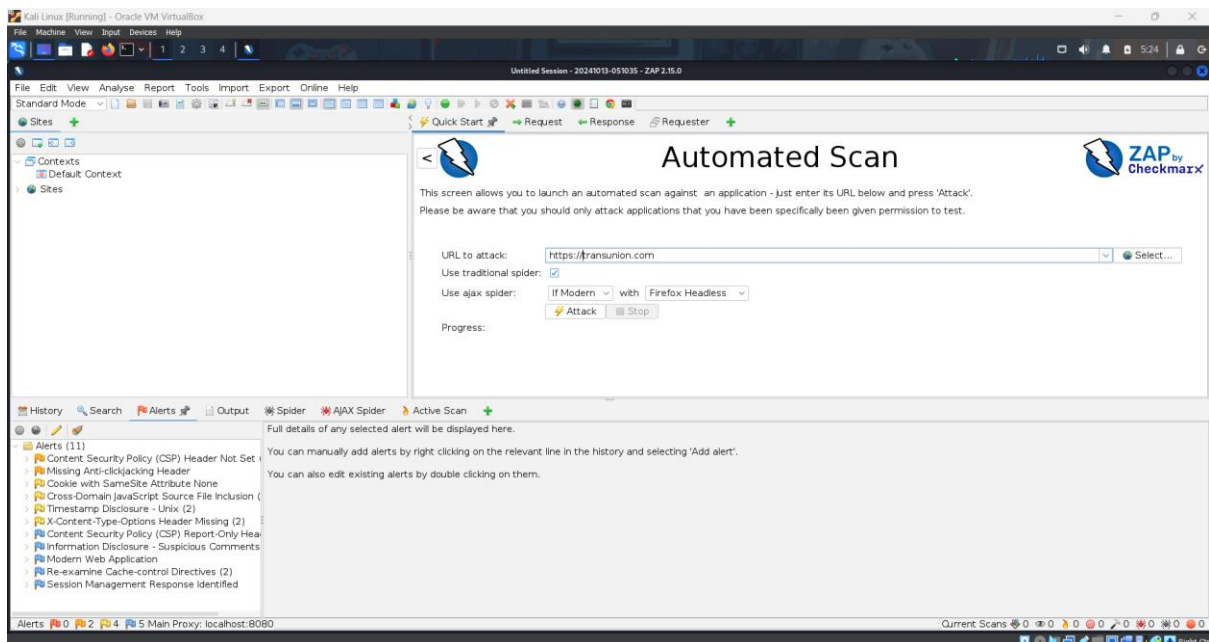 Kali Linux [Running] - Oracle VM VirtualBox
File Machine View Input Devices Help
1 2 3 4
5:24
Untitled Session - 20241013-051035 - ZAP 2.15.0
File Edit View Analyse Report Tools Import Export Online Help
Standard Mode
Sites
Quick Start Request Response Requester
Contexts
Default Context
Sites
<
Automated Scan
ZAP by
Checkmarx
This screen allows you to launch an automated scan against an application - just enter its URL below and press 'Attack'.
Please be aware that you should only attack applications that you have been specifically been given permission to test.
URL to attack: https://transunion.com Select...
Use traditional spider:
Use ajax spider: If Modern with Firefox Headless
Attack Stop
Progress:
History Search Alerts Output Spider AJAX Spider Active Scan
Alerts (11)
Content Security Policy (CSP) Header Not Set
Missing Anti-clickjacking Header
Cookie with SameSite Attribute None
Cross-Domain JavaScript Source File Inclusion (
Timestamp Disclosure - Unix (2)
X-Content-Type-Options Header Missing (2)
Content Security Policy (CSP) Report-Only Hea
Information Disclosure - Suspicious Comments
Modern Web Application
Re-examine Cache-control Directives (2)
Session Management Response Identified
Full details of any selected alert will be displayed here.
You can manually add alerts by right clicking on the relevant line in the history and selecting 'Add alert'.
You can also edit existing alerts by double clicking on them.
Alerts 0 2 4 5 Main Proxy: localhost:8080
Current Scans 0 0 0 0 0 0 0 0